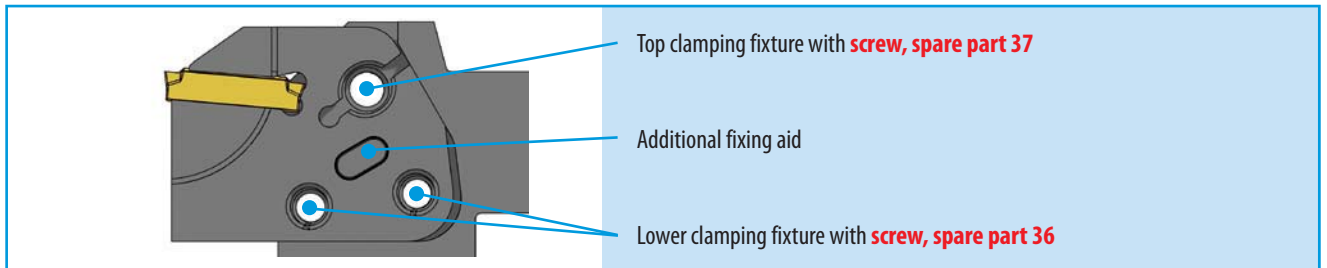 Top clamping fixture with screw, spare part 37
Additional fixing aid
Lower clamping fixture with screw, spare part 36